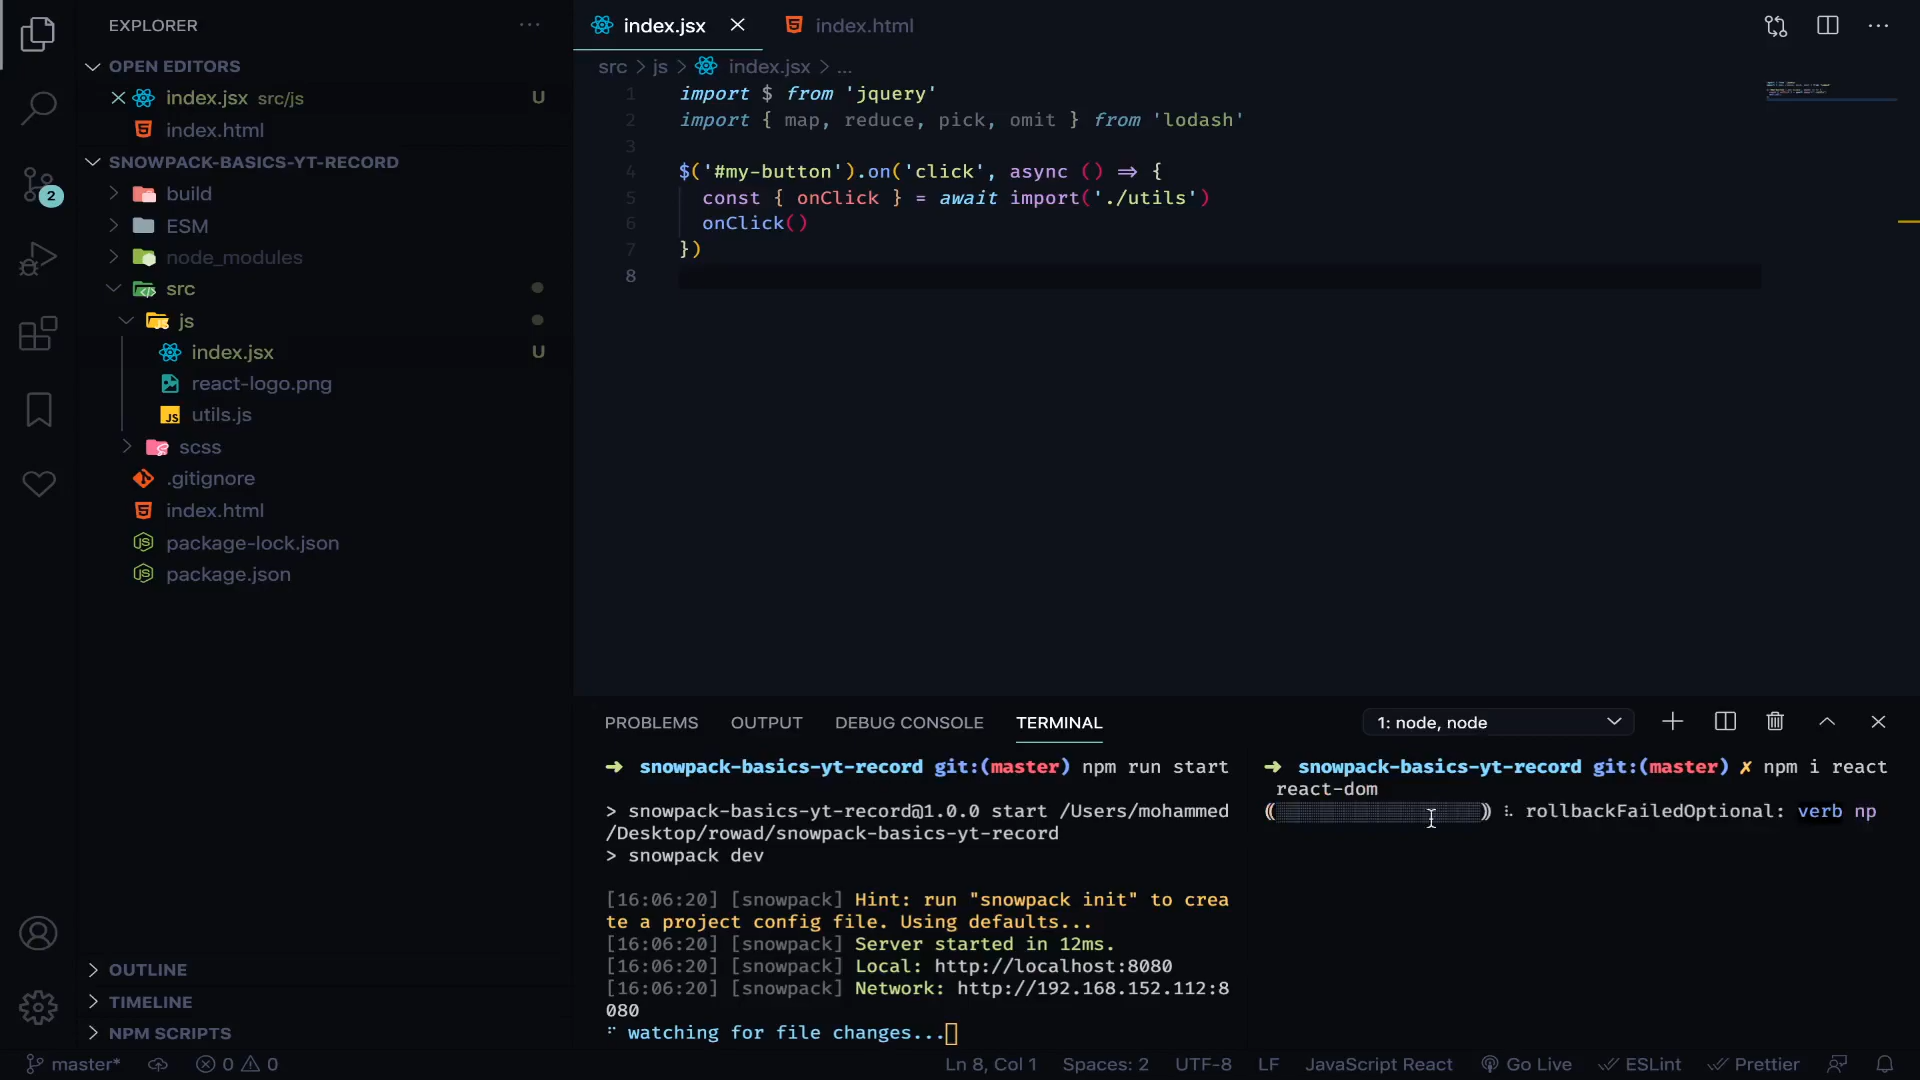 EXPLORER
OPEN EDITORS
index.jsx src/js U
index.html
SNOWPACK-BASICS-YT-RECORD
build
ESM
node_modules
src
js
index.jsx U
react-logo.png
JS utils.js
scss
.gitignore
index.html
package-lock.json
package.json
OUTLINE
TIMELINE
NPM SCRIPTS
2
index.jsx
index.html
src > js > index.jsx > ...
1 import $ from 'jquery'
2 import { map, reduce, pick, omit } from 'lodash'
3
4 $('#my-button').on('click', async () ⇒ {
5 const { onClick } = await import('./utils')
6 onClick()
7 })
8
PROBLEMS OUTPUT DEBUG CONSOLE TERMINAL 1: node, node
➜ snowpack-basics-yt-record git:(master) npm run start
> snowpack-basics-yt-record@1.0.0 start /Users/mohammed
/Desktop/rowad/snowpack-basics-yt-record
> snowpack dev
[16:06:20] [snowpack] Hint: run "snowpack init" to crea
te a project config file. Using defaults...
[16:06:20] [snowpack] Server started in 12ms.
[16:06:20] [snowpack] Local: http://localhost:8080
[16:06:20] [snowpack] Network: http://192.168.152.112:8
080
watching for file changes...
➜ snowpack-basics-yt-record git:(master) ✗ npm i react
react-dom
rollbackFailedOptional: verb np
master* 0 0 Ln 8, Col 1 Spaces: 2 UTF-8 LF JavaScript React Go Live ESLint Prettier